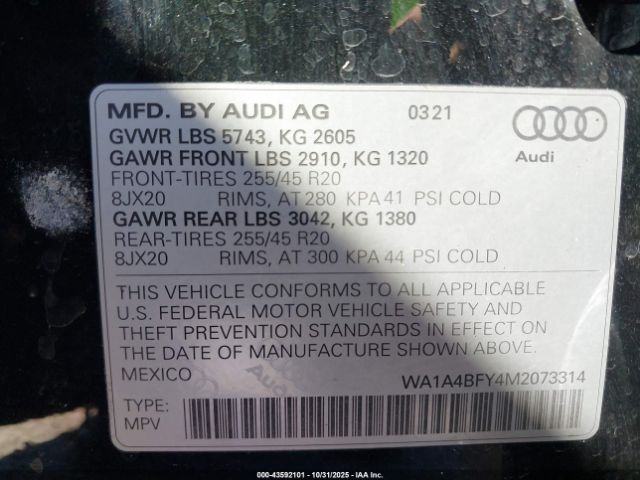 MFD. BY AUDI AG 0321
GVWR LBS 5743, KG 2605
GAWR FRONT LBS 2910, KG 1320
Audi
FRONT-TIRES 255/45 R20
8JX20 RIMS, AT 280 KPA 41 PSI COLD
GAWR REAR LBS 3042, KG 1380
REAR-TIRES 255/45 R20
8JX20 RIMS, AT 300 KPA 44 PSI COLD
THIS VEHICLE CONFORMS TO ALL APPLICABLE
U.S. FEDERAL MOTOR VEHICLE SAFETY AND
THEFT PREVENTION STANDARDS IN EFFECT ON
THE DATE OF MANUFACTURE SHOWN ABOVE.
MEXICO WA1A4BFY4M2073314
TYPE:
MPV
Audi
Audi
000-43592101 - 10/31/2025 - IAA, Inc.